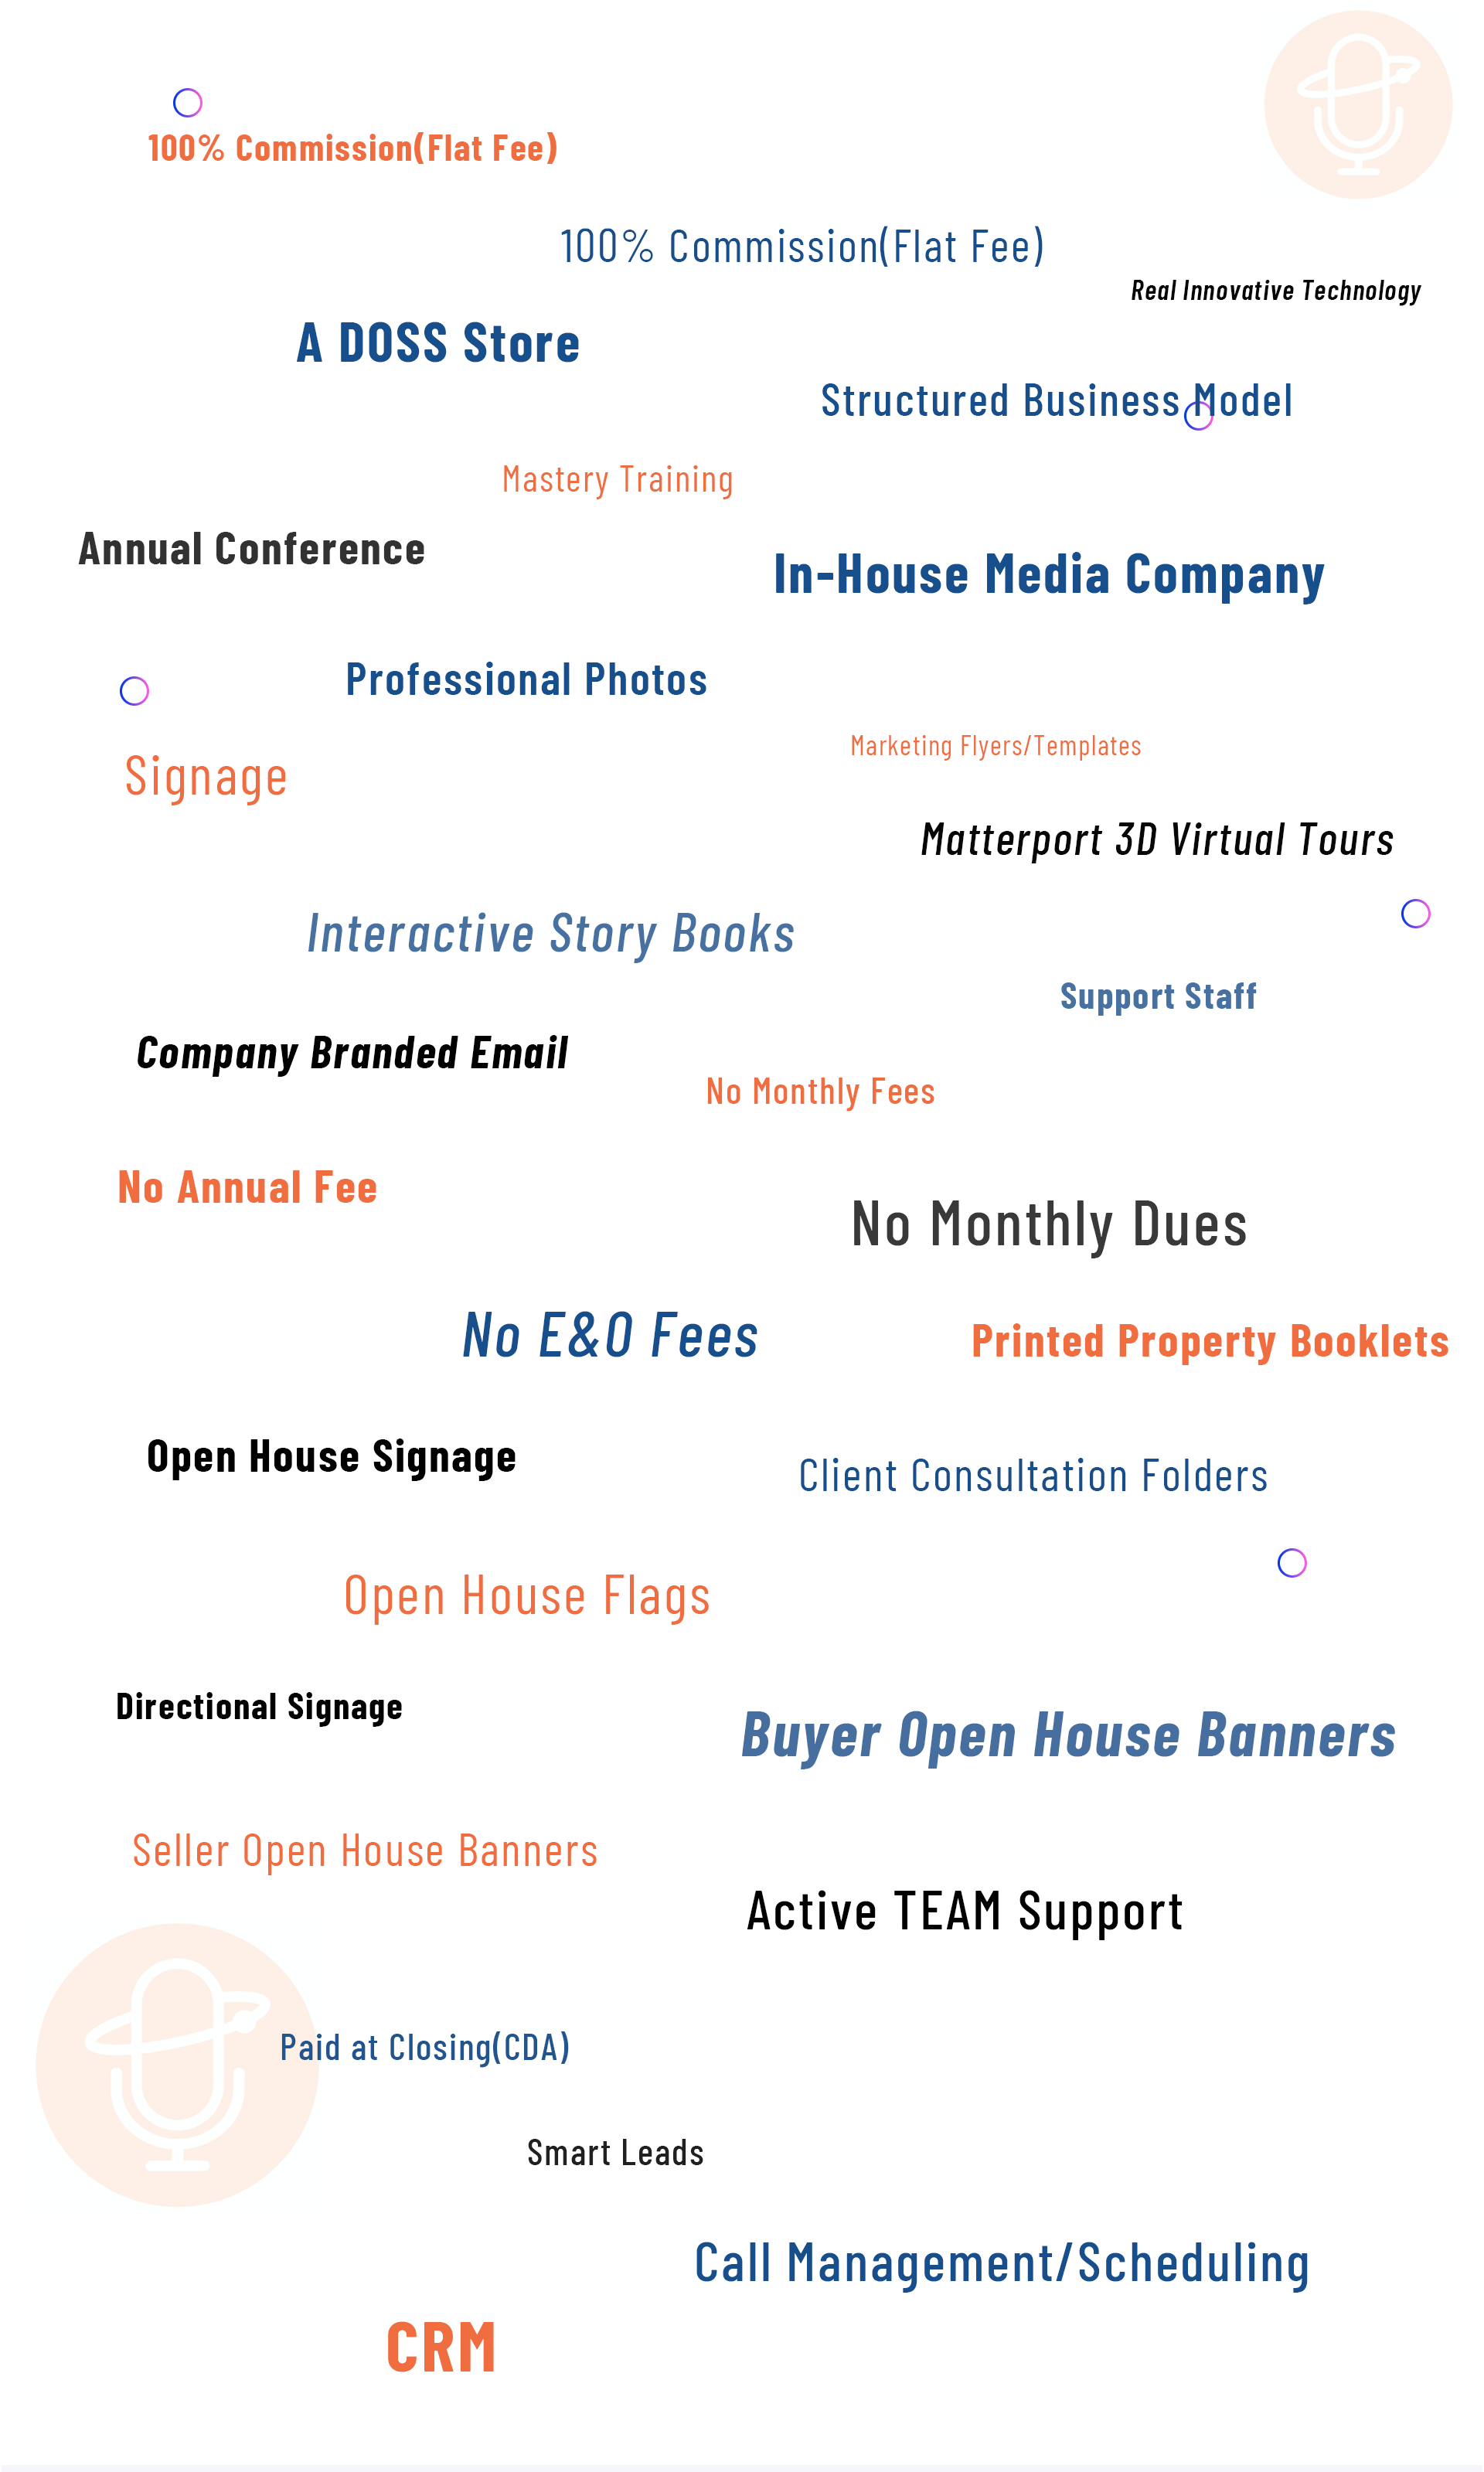 100% Commission(Flat Fee)
100% Commission(Flat Fee)
Real Innovative Technology
A DOSS Store
Structured Business Model
Mastery Training
Annual Conference
In-House Media Company
Professional Photos
Marketing Flyers/Templates
Signage
Matterport 3D Virtual Tours
Interactive Story Books
Support Staff
Company Branded Email
No Monthly Fees
No Annual Fee
No Monthly Dues
No E&O Fees
Printed Property Booklets
Open House Signage
Client Consultation Folders
Open House Flags
Directional Signage
Buyer Open House Banners
Seller Open House Banners
Active TEAM Support
Paid at Closing(CDA)
Smart Leads
Call Management/Scheduling
CRM